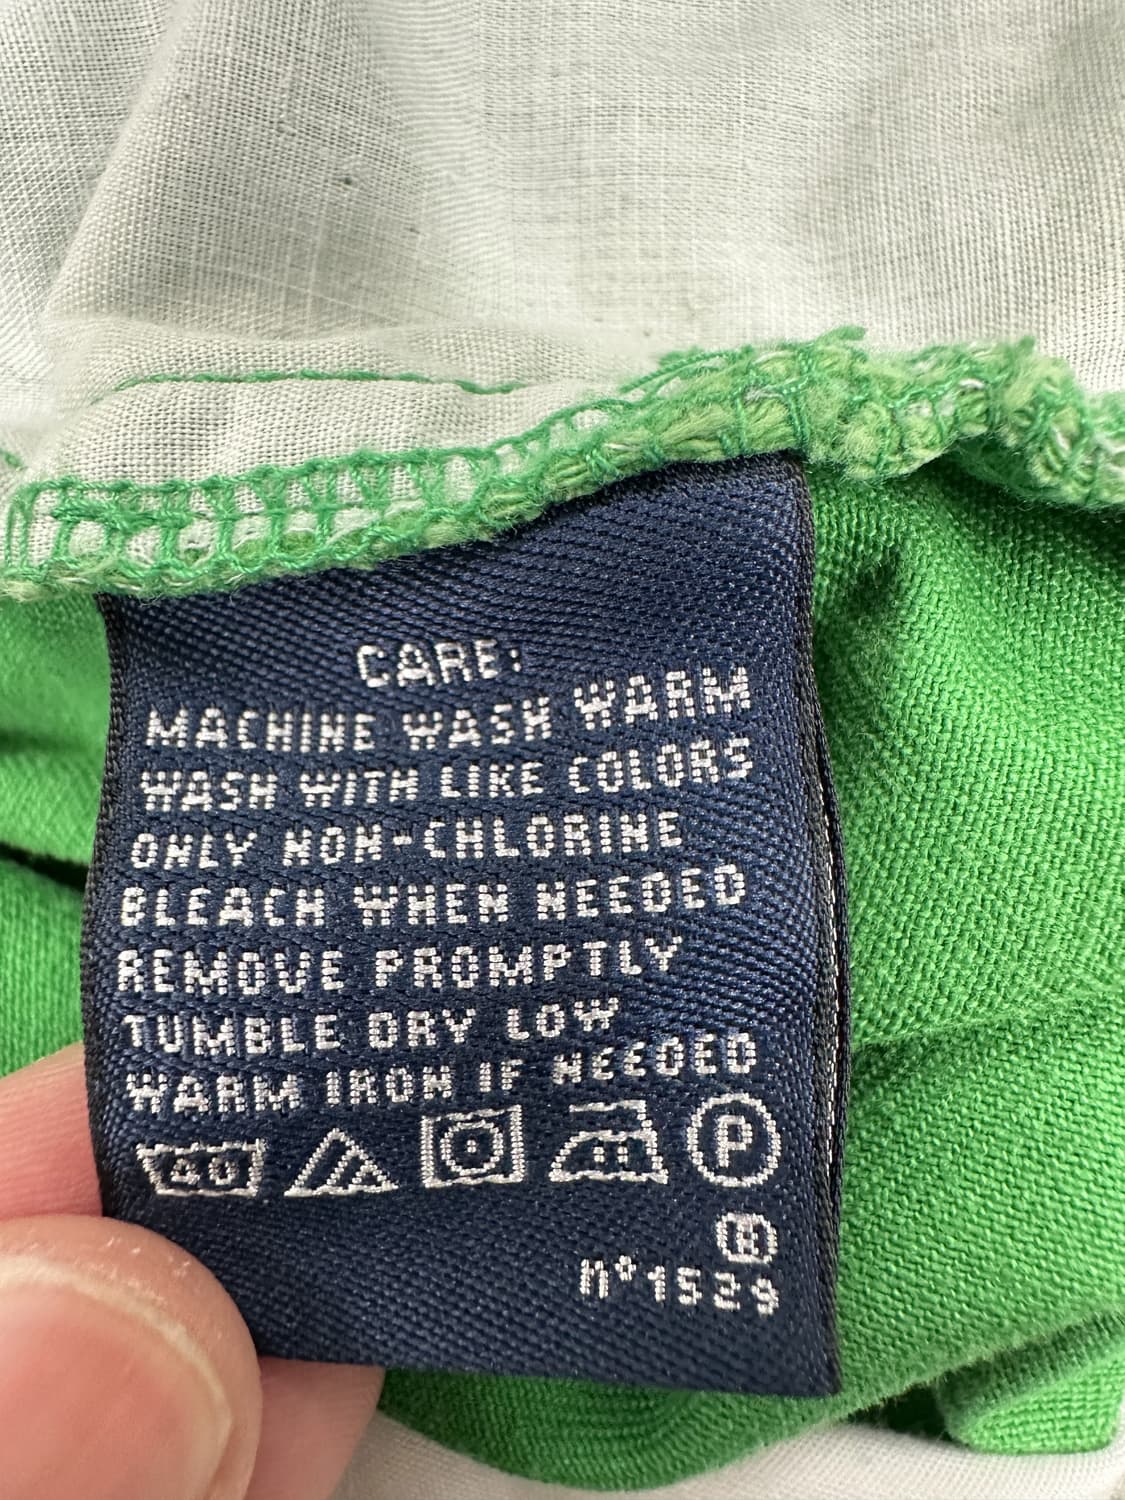 CARE:
MACHINE WASH WARM
WASH WITH LIKE COLORS
ONLY NON-CHLORINE
BLEACH WHEN NEEDED
REMOVE PROMPTLY
TUMBLE DRY LOW
WARM IRON IF NEEDED
40 P
®
n°1529